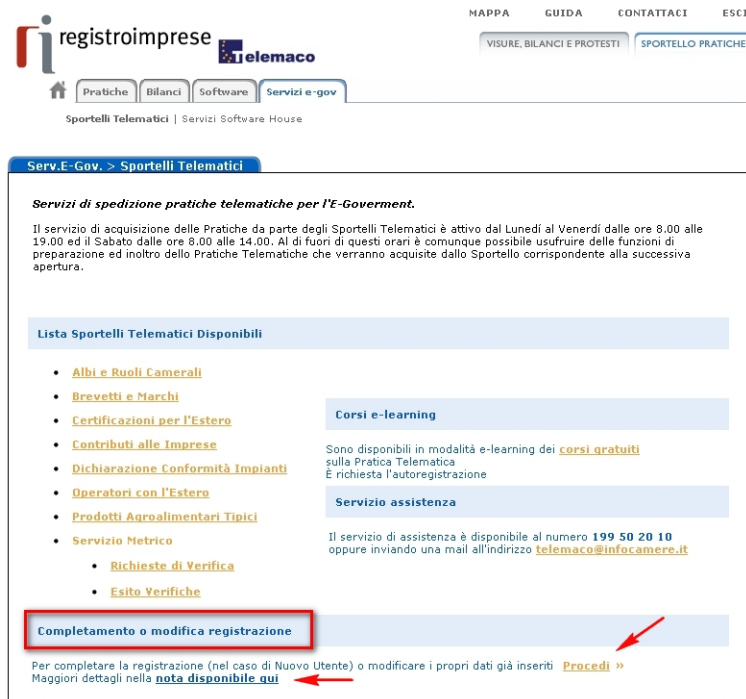 MAPPA GUIDA CONTATTACI ESCI
registroimprese
Telemaco
VISURE, BILANCI E PROTESTI SPORTELLO PRATICHE
Pratiche Bilanci Software Servizi e-gov
Sportelli Telematici | Servizi Software House
Serv.E-Gov. > Sportelli Telematici
Servizi di spedizione pratiche telematiche per l'E-Goverment.
Il servizio di acquisizione delle Pratiche da parte degli Sportelli Telematici è attivo dal Lunedí al Venerdí dalle ore 8.00 alle
19.00 ed il Sabato dalle ore 8.00 alle 14.00. Al di fuori di questi orari è comunque possibile usufruire delle funzioni di
preparazione ed inoltro dello Pratiche Telematiche che verranno acquisite dallo Sportello corrispondente alla successiva
apertura.
Lista Sportelli Telematici Disponibili
• Albi e Ruoli Camerali
• Brevetti e Marchi
• Certificazioni per l'Estero
• Contributi alle Imprese
• Dichiarazione Conformità Impianti
• Operatori con l'Estero
• Prodotti Agroalimentari Tipici
• Servizio Metrico
• Richieste di Verifica
• Esito Verifiche
Corsi e-learning
Sono disponibili in modalità e-learning dei corsi gratuiti
sulla Pratica Telematica
È richiesta l'autoregistrazione
Servizio assistenza
Il servizio di assistenza è disponibile al numero 199 50 20 10
oppure inviando una mail all'indirizzo telemaco@infocamere.it
Completamento o modifica registrazione
Per completare la registrazione (nel caso di Nuovo Utente) o modificare i propri dati già inseriti Procedi »
Maggiori dettagli nella nota disponibile qui